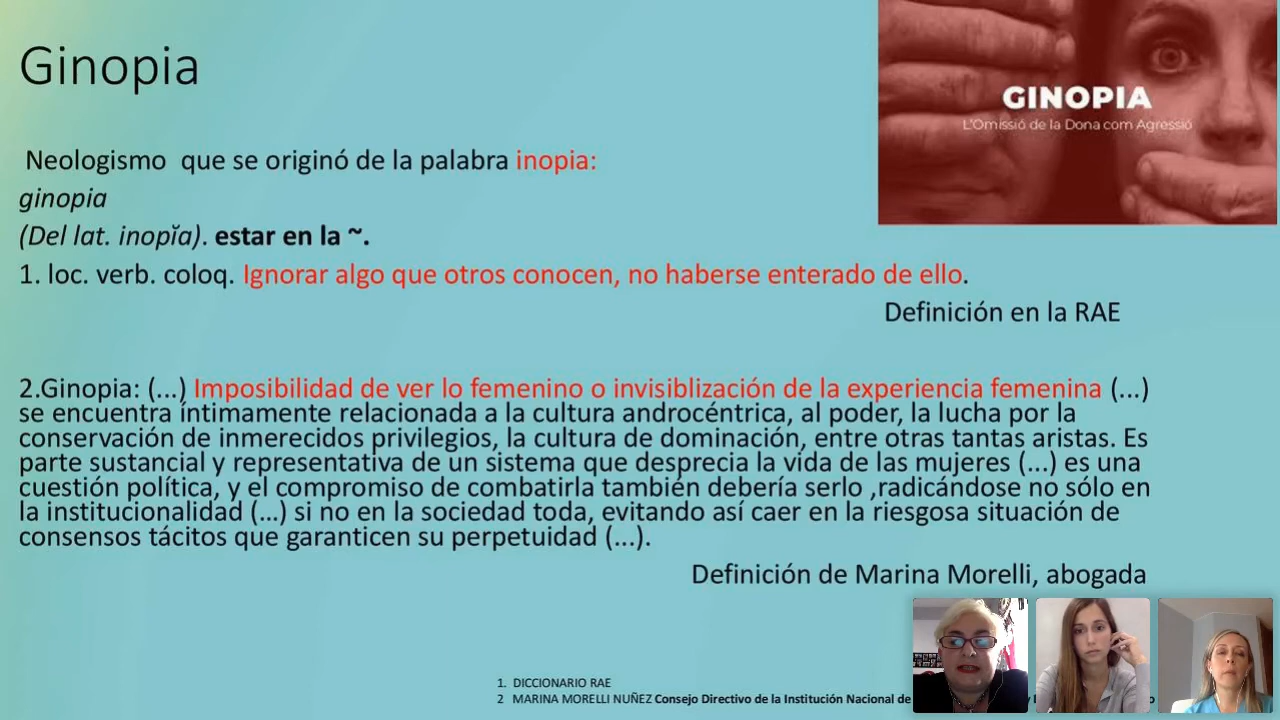 Ginopia
GINOPIA
L'Omissió de la Dona com Agressió
Neologismo que se originó de la palabra inopia:
ginopia
(Del lat. inopĭa). estar en la ~.
1. loc. verb. coloq. Ignorar algo que otros conocen, no haberse enterado de ello.
Definición en la RAE
2.Ginopia: (...) Imposibilidad de ver lo femenino o invisiblización de la experiencia femenina (...)
se encuentra íntimamente relacionada a la cultura androcéntrica, al poder, la lucha por la
conservación de inmerecidos privilegios, la cultura de dominación, entre otras tantas aristas. Es
parte sustancial y representativa de un sistema que desprecia la vida de las mujeres (...) es una
cuestión política, y el compromiso de combatirla también debería serlo ,radicándose no sólo en
la institucionalidad (...) si no en la sociedad toda, evitando así caer en la riesgosa situación de
consensos tácitos que garanticen su perpetuidad (...).
Definición de Marina Morelli, abogada
1. DICCIONARIO RAE
2 MARINA MORELLI NUÑEZ Consejo Directivo de la Institución Nacional de